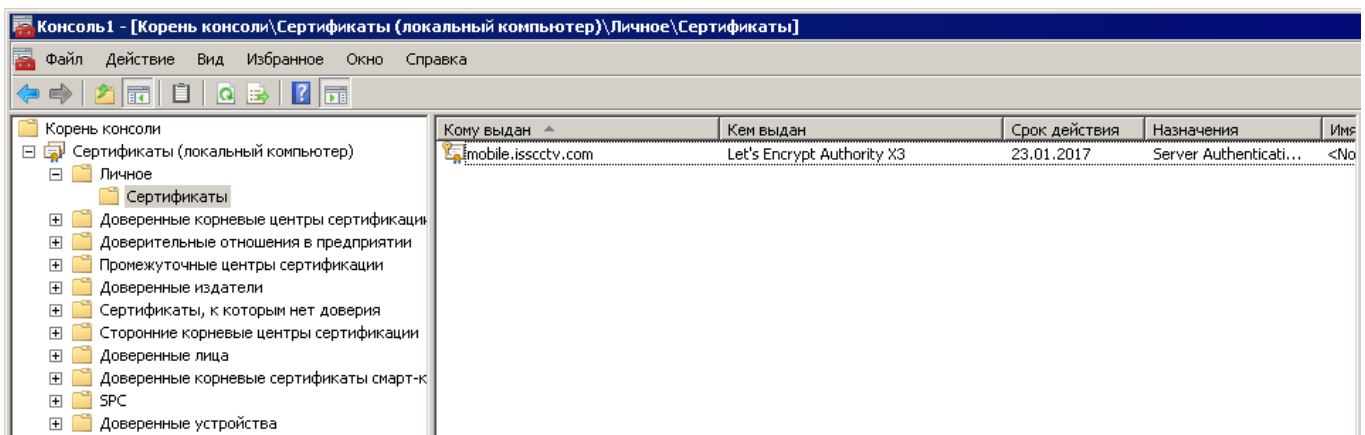 Консоль1 - [Корень консоли\Сертификаты (локальный компьютер)\Личное\Сертификаты]
Файл Действие Вид Избранное Окно Справка
Корень консоли
Сертификаты (локальный компьютер)
Личное
Сертификаты
Доверенные корневые центры сертификации
Доверительные отношения в предприятии
Промежуточные центры сертификации
Доверенные издатели
Сертификаты, к которым нет доверия
Сторонние корневые центры сертификации
Доверенные лица
Доверенные корневые сертификаты смарт-к
SPC
Доверенные устройства
Кому выдан Кем выдан Срок действия Назначения Имя
mobile.isscctv.com Let's Encrypt Authority X3 23.01.2017 Server Authenticati... <No